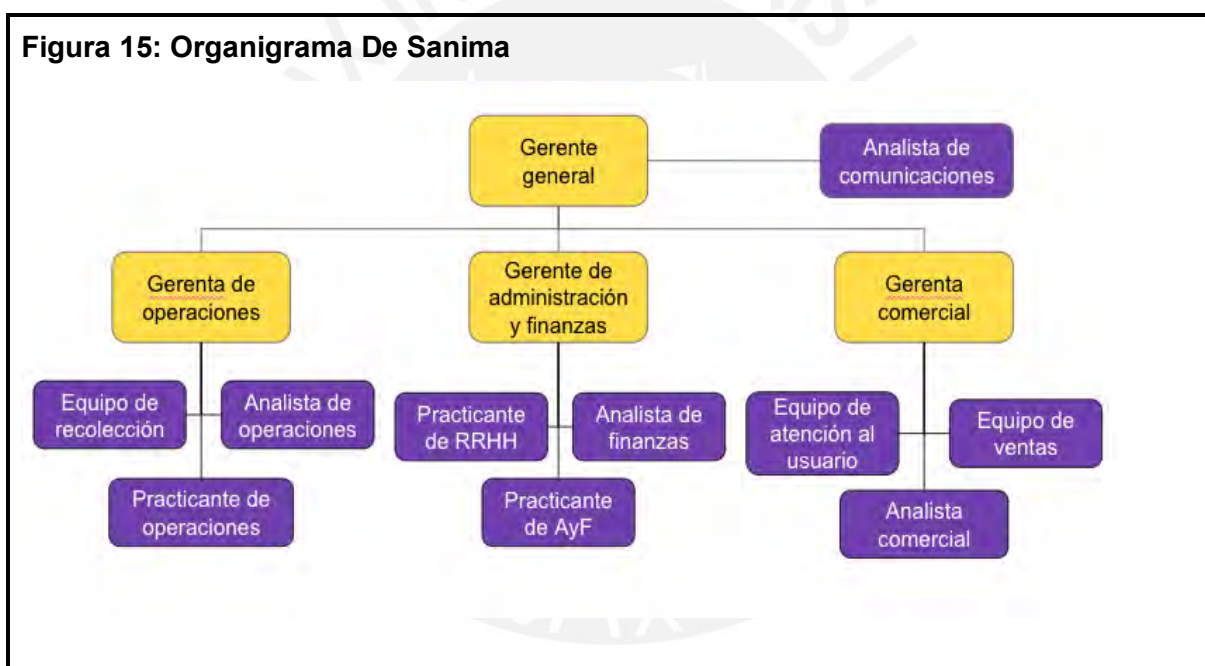 Figura 15: Organigrama De Sanima
Gerente
general
Analista de
comunicaciones
Gerenta de
operaciones
Gerente de
administración
y finanzas
Gerenta
comercial
Equipo de
recolección
Analista de
operaciones
Practicante de
operaciones
Practicante
de RRHH
Analista de
finanzas
Practicante
de AyF
Equipo de
atención al
usuario
Equipo de
ventas
Analista
comercial